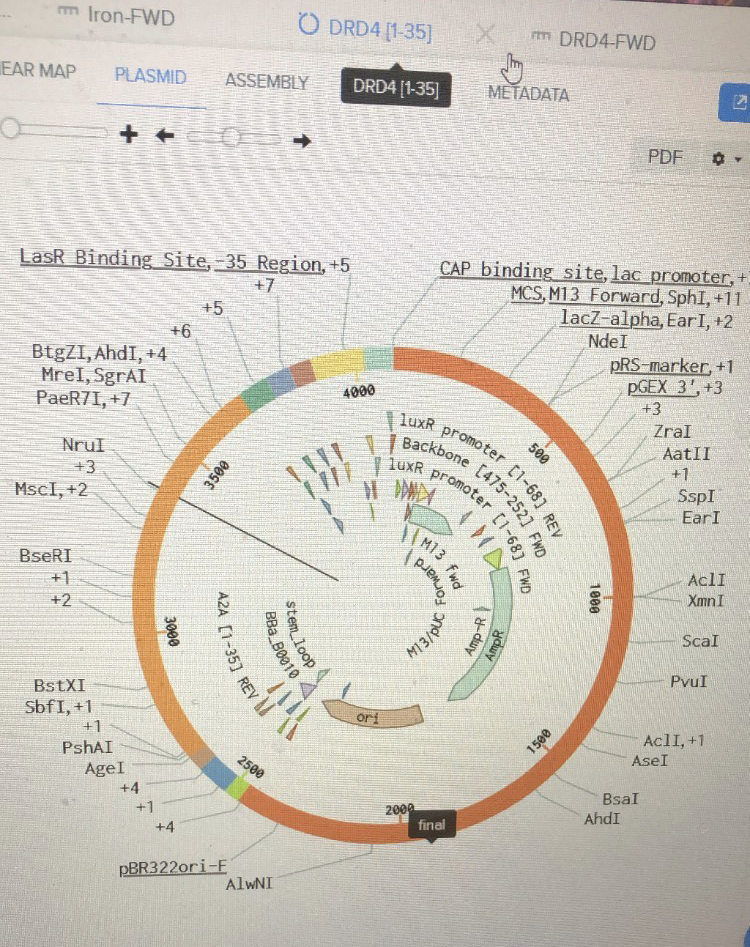 Iron-FWD
DRD4 [1-35]
DRD4-FWD
EAR MAP
PLASMID
ASSEMBLY
DRD4 [1-35]
METADATA
PDF
LasR Binding Site, -35 Region, +5
+7
+5
+6
BtgZI, AhdI, +4
MreI, SgrAI
PaeR7I, +7
NruI
+3
MscI, +2
BseRI
+1
+2
BstXI
SbfI, +1
+1
PshAI
AgeI
+4
+1
+4
pBR322ori-F
AlwNI
CAP binding site, lac promoter, +
MCS, M13 Forward, SphI, +11
lacZ-alpha, EarI, +2
NdeI
pRS-marker, +1
pGEX 3', +3
+3
ZraI
AatII
+1
SspI
EarI
AclI
XmnI
ScaI
PvuI
AclI, +1
AseI
BsaI
AhdI
4000
500
1000
1500
2000
2500
3000
3500
final
luxR promoter [1-68] REV
Backbone [475-252] FWD
luxR promoter [1-68] FWD
M13 fwd
M13/pUC Forward
Amp-R
AmpR
ori
stem_loop
BBa_B0010
A2A [1-35] REV